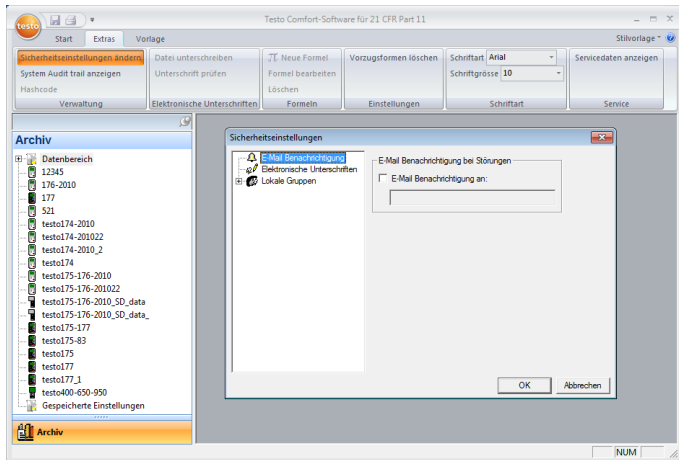 testo
Testo Comfort-Software für 21 CFR Part 11
Start Extras Vorlage
Stilvorlage
Sicherheitseinstellungen ändern
System Audit trail anzeigen
Hashcode
Verwaltung
Datei unterschreiben
Unterschrift prüfen
Elektronische Unterschriften
Neue Formel
Formel bearbeiten
Löschen
Formeln
Vorzugsformen löschen
Einstellungen
Schriftart Arial
Schriftgrösse 10
Schriftart
Servicedaten anzeigen
Service
Archiv
Datenbereich
12345
176-2010
177
521
testo174-2010
testo174-201022
testo174-2010_2
testo174
testo175-176-2010
testo175-176-201022
testo175-176-2010_SD_data
testo175-176-2010_SD_data_
testo175-177
testo175-83
testo175
testo177
testo177_1
testo400-650-950
Gespeicherte Einstellungen
Archiv
Sicherheitseinstellungen
E-Mail Benachrichtigung
Elektronische Unterschriften
Lokale Gruppen
E-Mail Benachrichtigung bei Störungen
E-Mail Benachrichtigung an:
OK Abbrechen
NUM